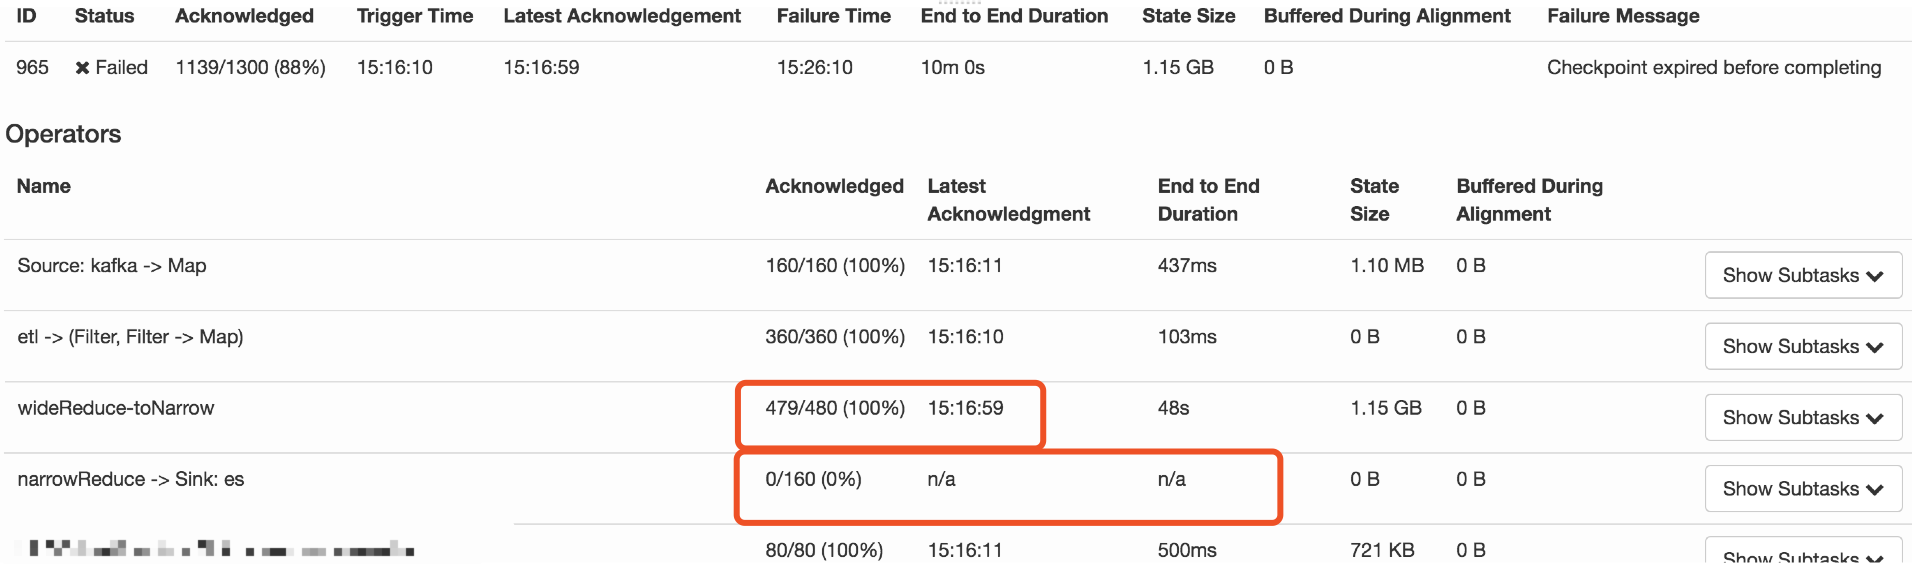 ID Status Acknowledged Trigger Time Latest Acknowledgement Failure Time End to End Duration State Size Buffered During Alignment Failure Message
965 ✖ Failed 1139/1300 (88%) 15:16:10 15:16:59 15:26:10 10m 0s 1.15 GB 0 B Checkpoint expired before completing
Operators
Name Acknowledged Latest End to End State Buffered During
Acknowledgment Duration Size Alignment
Source: kafka -> Map 160/160 (100%) 15:16:11 437ms 1.10 MB 0 B Show Subtasks
etl -> (Filter, Filter -> Map) 360/360 (100%) 15:16:10 103ms 0 B 0 B Show Subtasks
wideReduce-toNarrow 479/480 (100%) 15:16:59 48s 1.15 GB 0 B Show Subtasks
narrowReduce -> Sink: es 0/160 (0%) n/a n/a 0 B 0 B Show Subtasks
80/80 (100%) 15:16:11 500ms 721 KB 0 B Show Subtasks